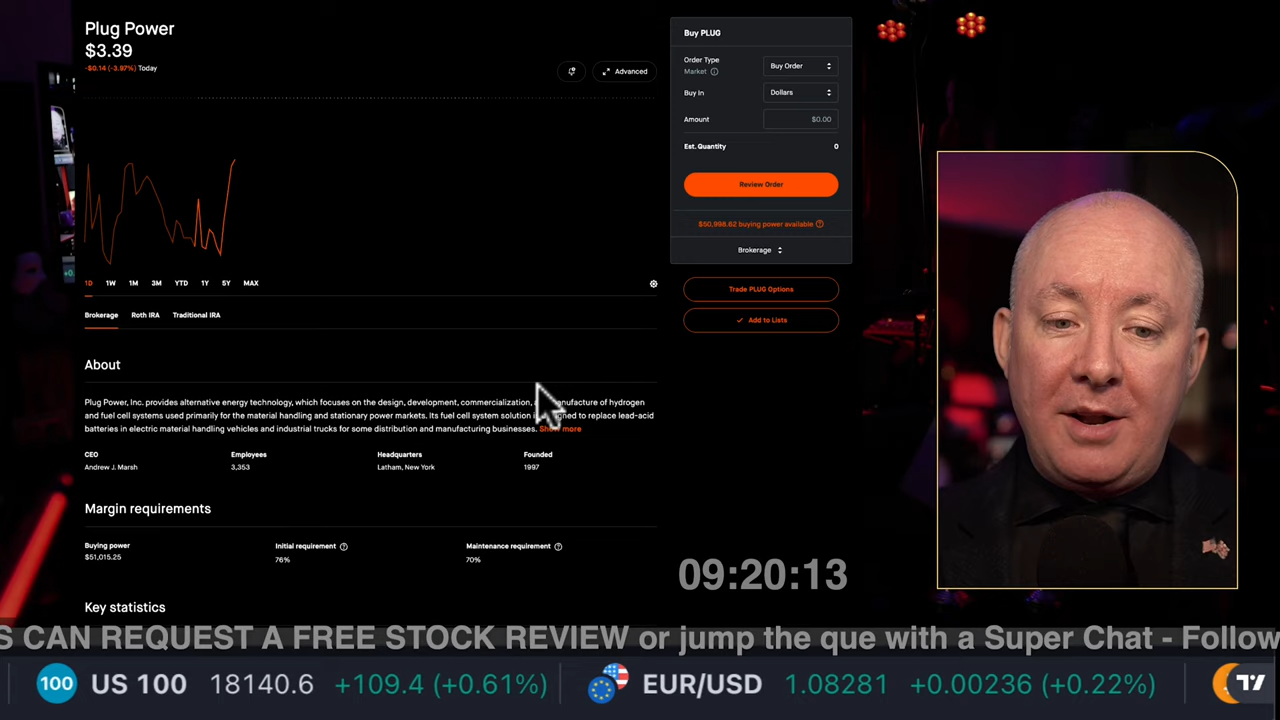 Plug Power
$3.39
-$0.14 (-3.97%) Today
Advanced
1D 1W 1M 3M YTD 1Y 5Y MAX
Brokerage Roth IRA Traditional IRA
About
Plug Power, Inc. provides alternative energy technology, which focuses on the design, development, commercialization, anufacture of hydrogen
and fuel cell systems used primarily for the material handling and stationary power markets. Its fuel cell system solution gned to replace lead-acid
batteries in electric material handling vehicles and industrial trucks for some distribution and manufacturing businesses. Show more
CEO Employees Headquarters Founded
Andrew J. Marsh 3,353 Latham, New York 1997
Margin requirements
Buying power Initial requirement Maintenance requirement
$51,015.25 76% 70%
Key statistics
Buy PLUG
Order Type Buy Order
Market
Buy In Dollars
Amount $0.00
Est. Quantity 0
Review Order
$50,998.62 buying power available
Brokerage
Trade PLUG Options
Add to Lists
09:20:13
S CAN REQUEST A FREE STOCK REVIEW or jump the que with a Super Chat - Follow
100 US 100 18140.6 +109.4 (+0.61%) EUR/USD 1.08281 +0.00236 (+0.22%)